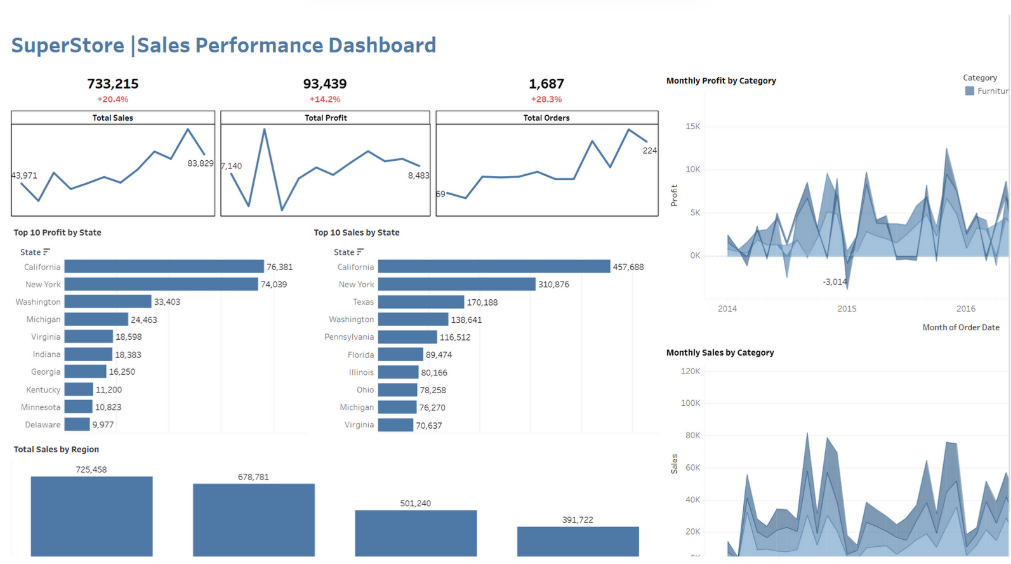 SuperStore |Sales Performance Dashboard
733,215
+20.4%
93,439
+14.2%
1,687
+28.3%
Total Sales
Total Profit
Total Orders
43,971
83,829
7,140
8,483
69
224
Top 10 Profit by State
State
California 76,381
New York 74,039
Washington 33,403
Michigan 24,463
Virginia 18,598
Indiana 18,383
Georgia 16,250
Kentucky 11,200
Minnesota 10,823
Delaware 9,977
Top 10 Sales by State
State
California 457,688
New York 310,876
Texas 170,188
Washington 138,641
Pennsylvania 116,512
Florida 89,474
Illinois 80,166
Ohio 78,258
Michigan 76,270
Virginia 70,637
Total Sales by Region
725,458
678,781
501,240
391,722
Monthly Profit by Category
Category
Furnitur
15K
10K
5K
0K
Profit
-3,014
2014
2015
2016
Month of Order Date
Monthly Sales by Category
120K
100K
80K
60K
40K
20K
Sales